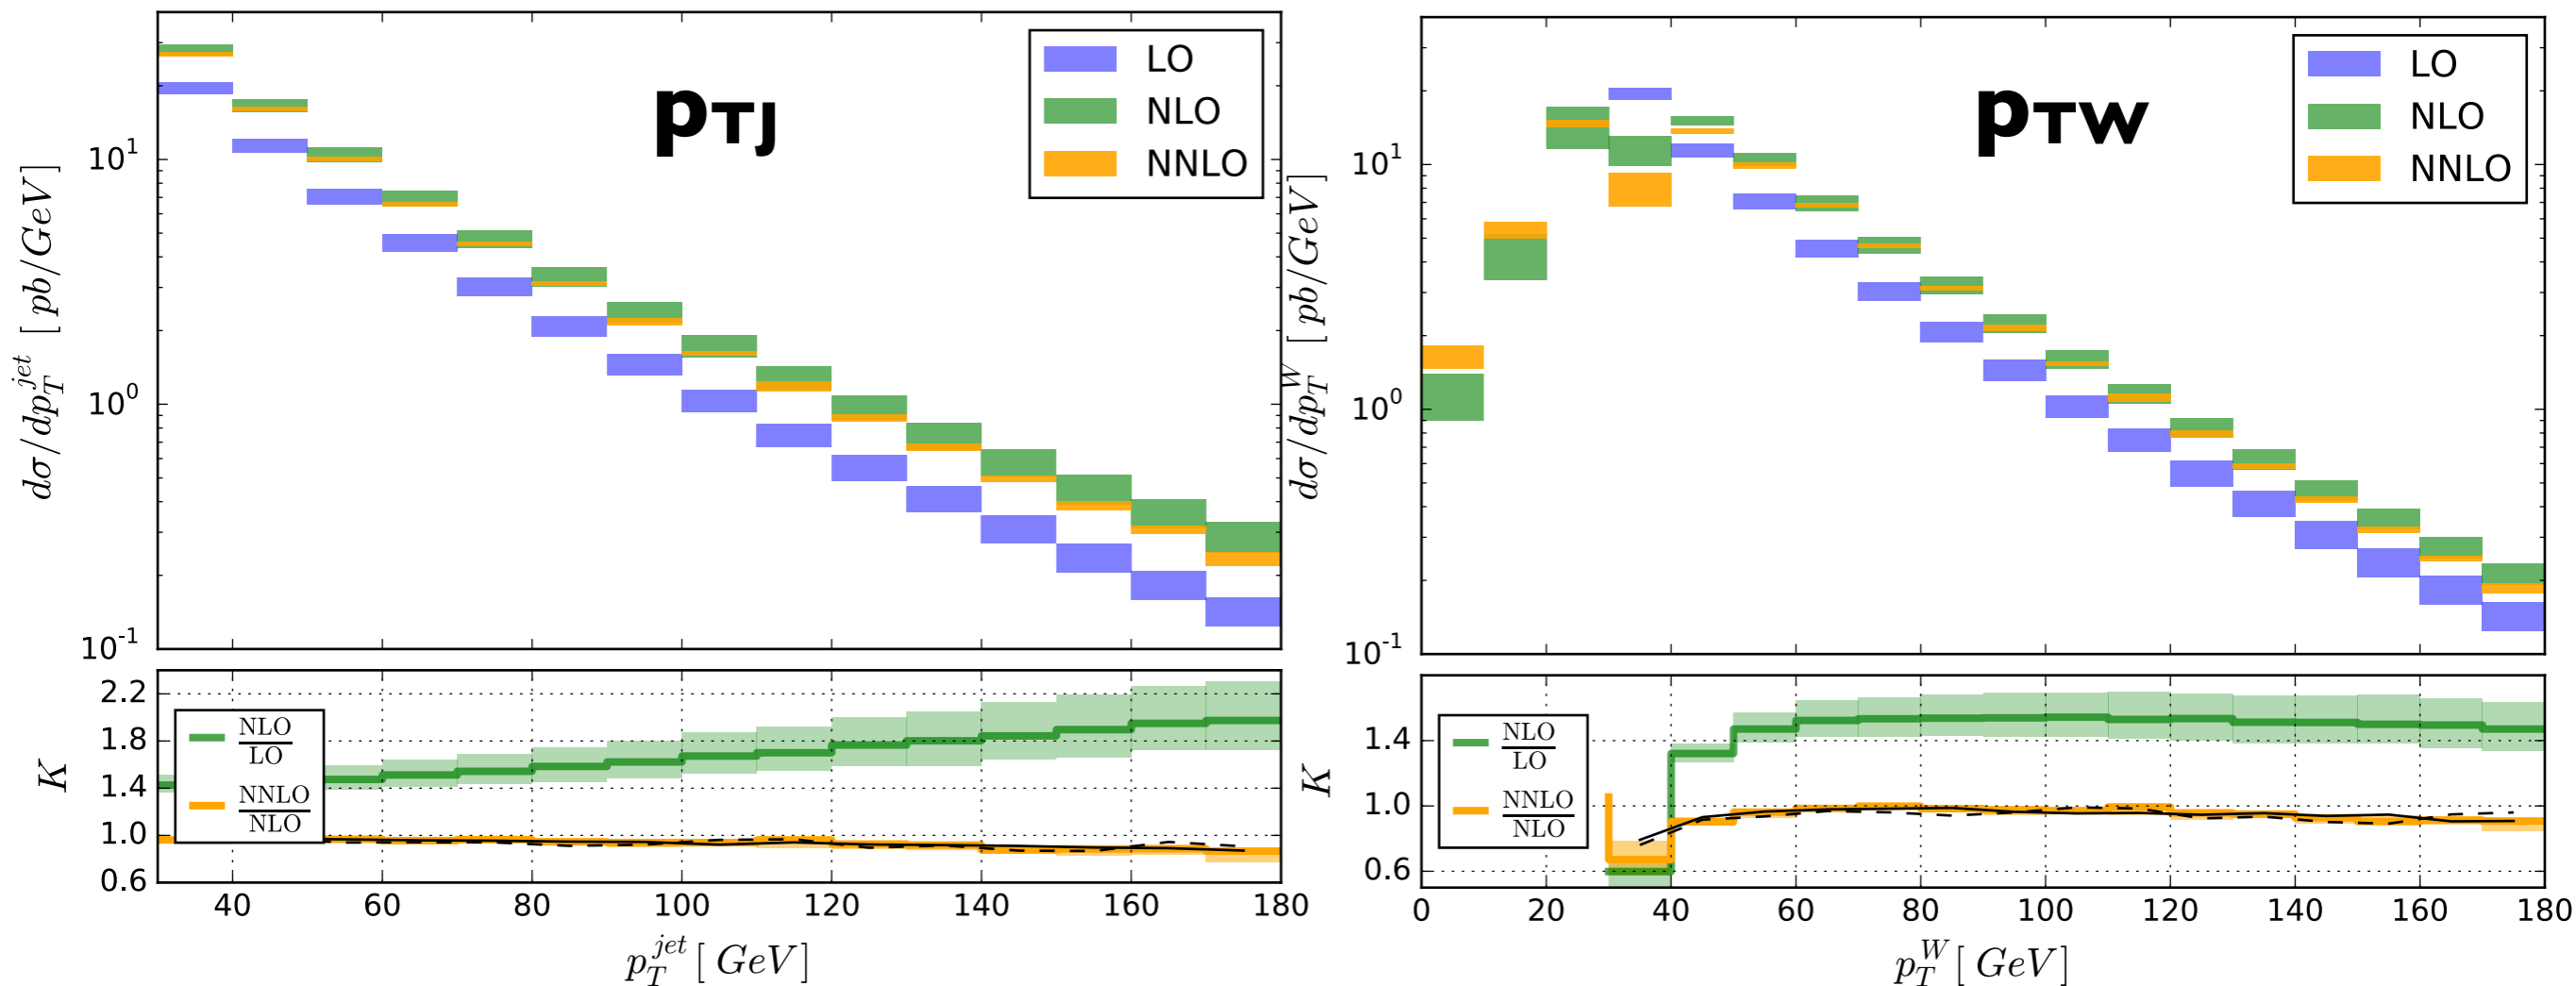 pTJ
LO
NLO
NNLO
dσ/dp_T^{jet} [pb/GeV]
10^1
10^0
10^-1
K
2.2
1.8
1.4
1.0
0.6
NLO/LO
NNLO/NLO
40 60 80 100 120 140 160 180
p_T^{jet} [GeV]
pTW
LO
NLO
NNLO
dσ/dp_T^W [pb/GeV]
10^1
10^0
10^-1
K
1.4
1.0
0.6
NLO/LO
NNLO/NLO
0 20 40 60 80 100 120 140 160 180
p_T^W [GeV]